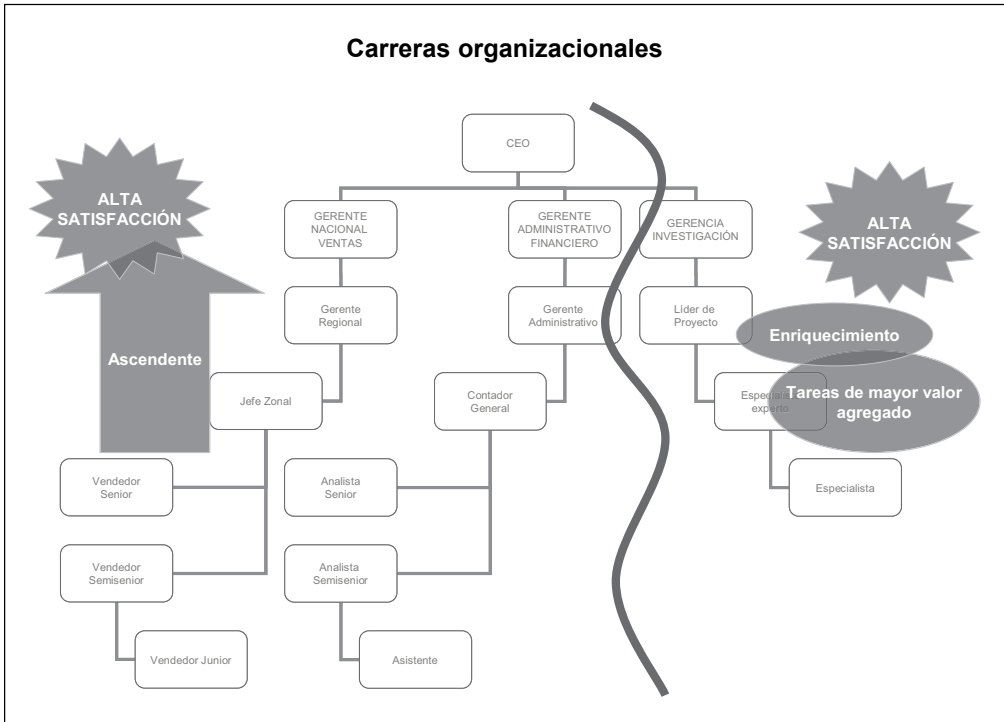 Carreras organizacionales
CEO
ALTA
SATISFACCIÓN
GERENTE
NACIONAL
VENTAS
GERENTE
ADMINISTRATIVO
FINANCIERO
GERENCIA
INVESTIGACIÓN
ALTA
SATISFACCIÓN
Ascendente
Gerente
Regional
Gerente
Administrativo
Líder de
Proyecto
Enriquecimiento
Jefe Zonal
Contador
General
Especialista
experto
Tareas de mayor valor
agregado
Vendedor
Senior
Analista
Senior
Especialista
Vendedor
Semisenior
Analista
Semisenior
Vendedor Junior
Asistente